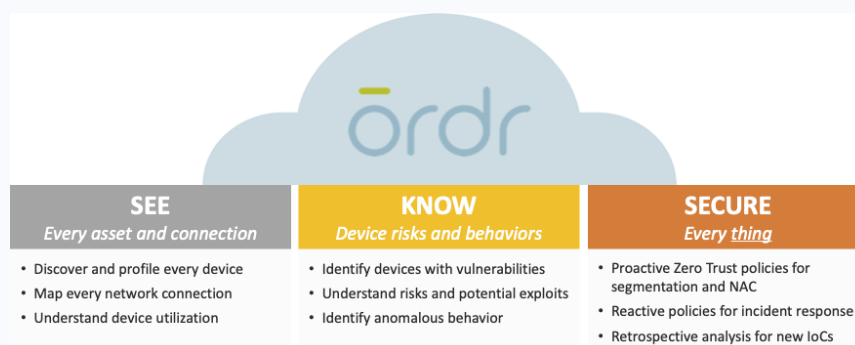 ōrdr
SEE
Every asset and connection
• Discover and profile every device
• Map every network connection
• Understand device utilization
KNOW
Device risks and behaviors
• Identify devices with vulnerabilities
• Understand risks and potential exploits
• Identify anomalous behavior
SECURE
Every thing
• Proactive Zero Trust policies for
segmentation and NAC
• Reactive policies for incident response
• Retrospective analysis for new IoCs